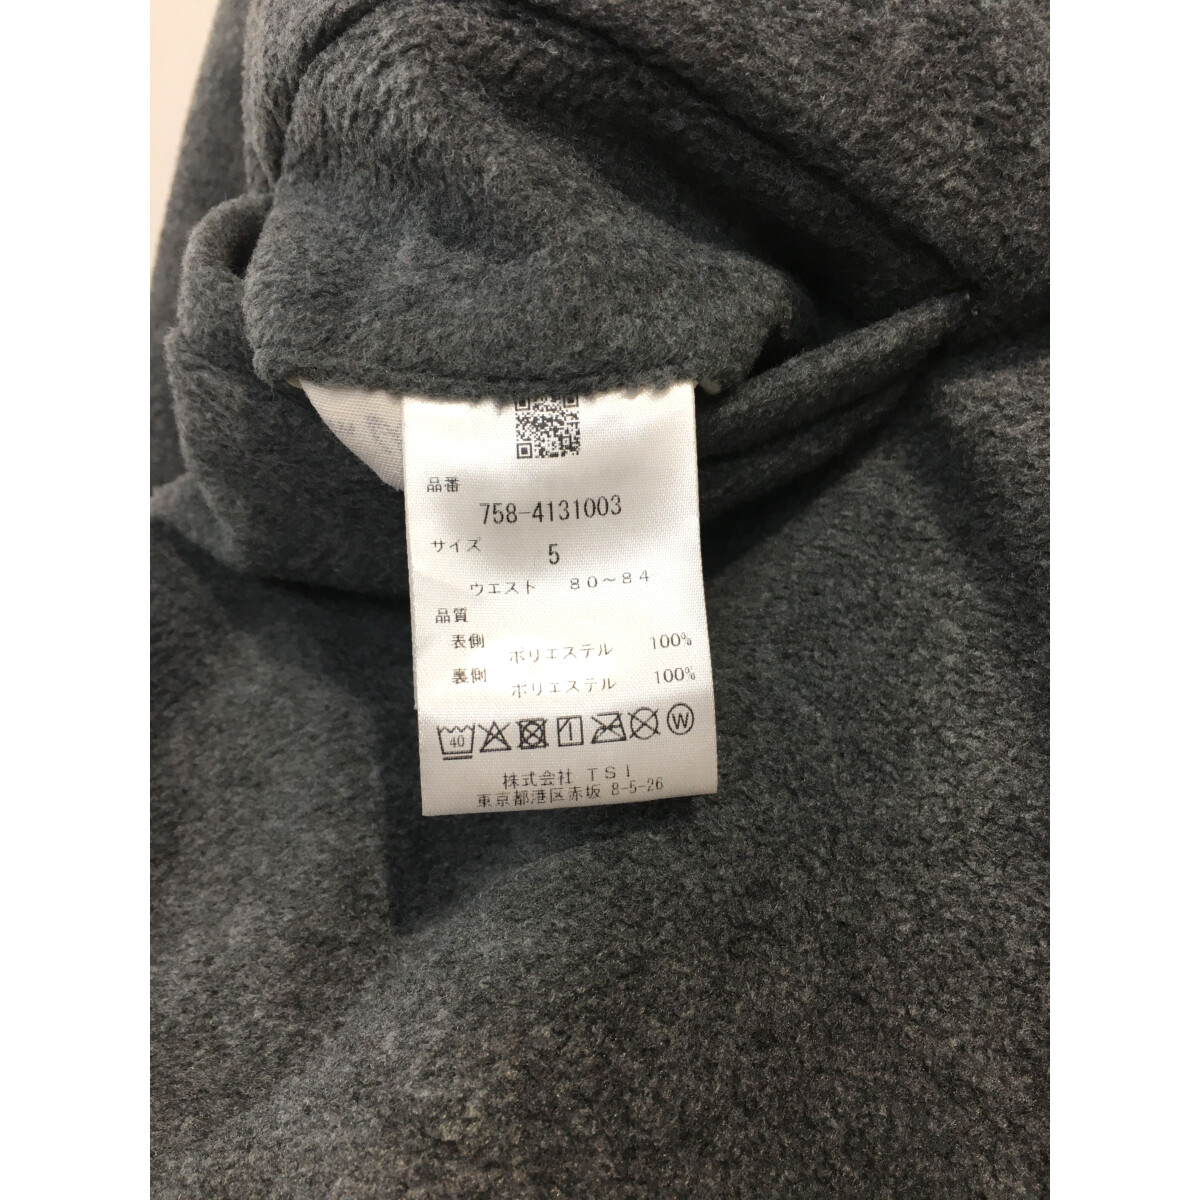 品番
758-4131003
サイズ
5
ウエスト 80~84
品質
表側 ポリエステル 100%
裏側 ポリエステル 100%
40 W
株式会社 TSI
東京都港区赤坂 8-5-26